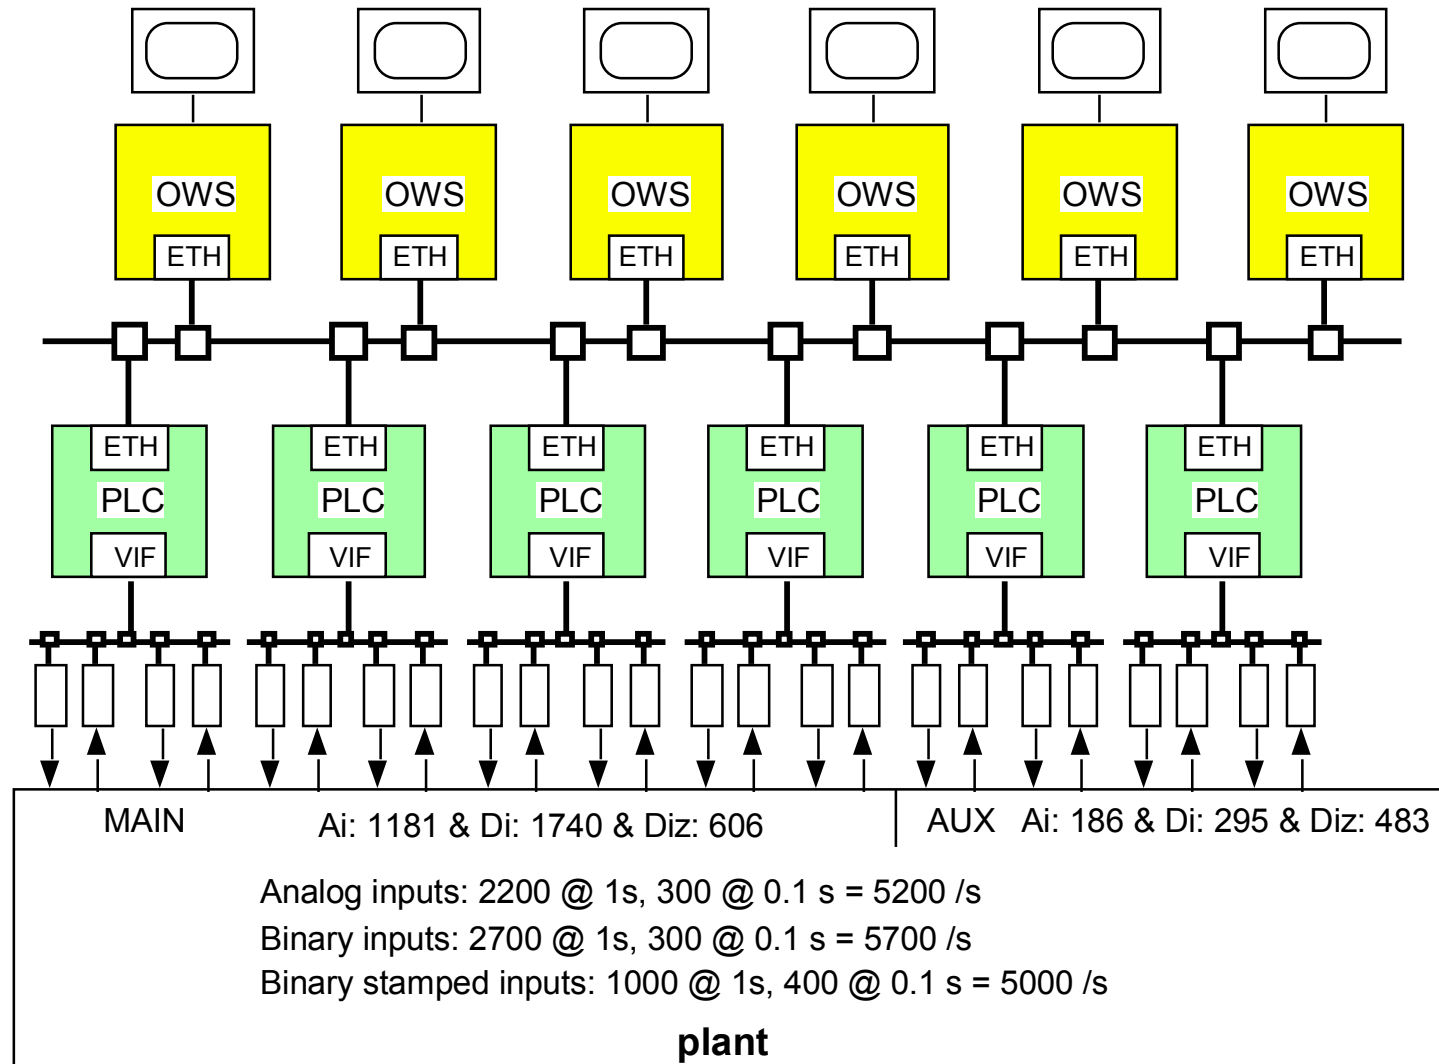 OWS OWS OWS OWS OWS OWS
ETH ETH ETH ETH ETH ETH
ETH ETH ETH ETH ETH ETH
PLC PLC PLC PLC PLC PLC
VIF VIF VIF VIF VIF VIF
MAIN Ai: 1181 & Di: 1740 & Diz: 606 AUX Ai: 186 & Di: 295 & Diz: 483
Analog inputs: 2200 @ 1s, 300 @ 0.1 s = 5200 /s
Binary inputs: 2700 @ 1s, 300 @ 0.1 s = 5700 /s
Binary stamped inputs: 1000 @ 1s, 400 @ 0.1 s = 5000 /s
plant